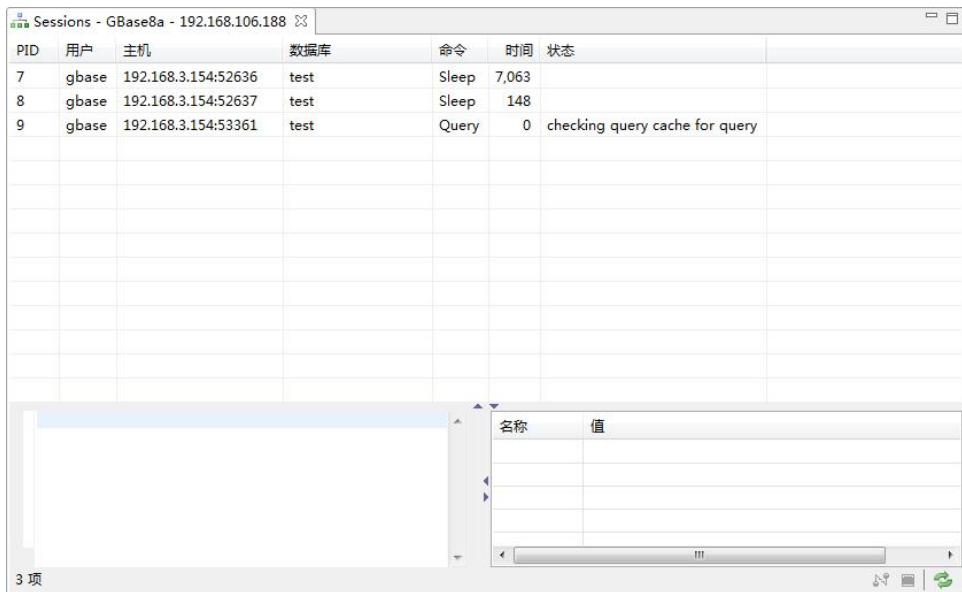 Sessions - GBase8a - 192.168.106.188
PID 用户 主机 数据库 命令 时间 状态
7 gbase 192.168.3.154:52636 test Sleep 7,063
8 gbase 192.168.3.154:52637 test Sleep 148
9 gbase 192.168.3.154:53361 test Query 0 checking query cache for query
名称 值
3 项